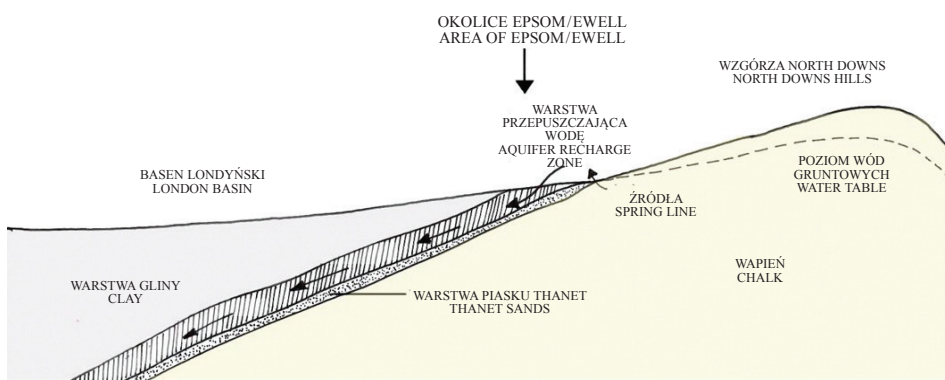 OKOLICE EPSOM/EWELL
AREA OF EPSOM/EWELL
WZGÓRZA NORTH DOWNS
NORTH DOWNS HILLS
WARSTWA
PRZEPUSZCZAJĄCA
WODĘ
AQUIFER RECHARGE
ZONE
BASEN LONDYŃSKI
LONDON BASIN
POZIOM WÓD
GRUNTOWYCH
WATER TABLE
ŹRÓDŁA
SPRING LINE
WAPIEŃ
CHALK
WARSTWA GLINY
CLAY
WARSTWA PIASKU THANET
THANET SANDS